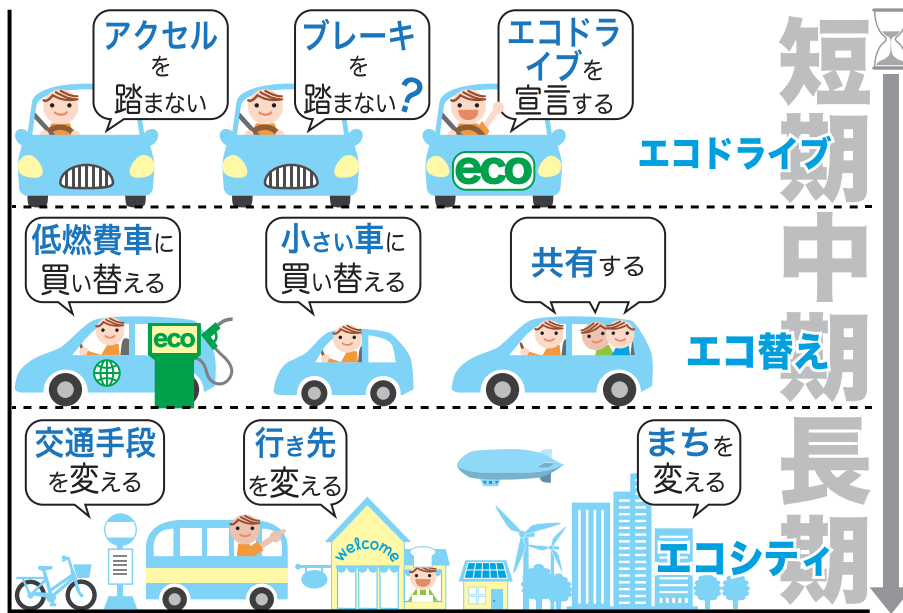 アクセル
を
踏まない
ブレーキ
を
踏まない？
エコドラ
イブを
宣言する
eco
エコドライブ
短期
低燃費車に
買い替える
小さい車に
買い替える
共有する
eco
エコ替え
中期
交通手段
を変える
行き先
を変える
まちを
変える
welcome
エコシティ
長期